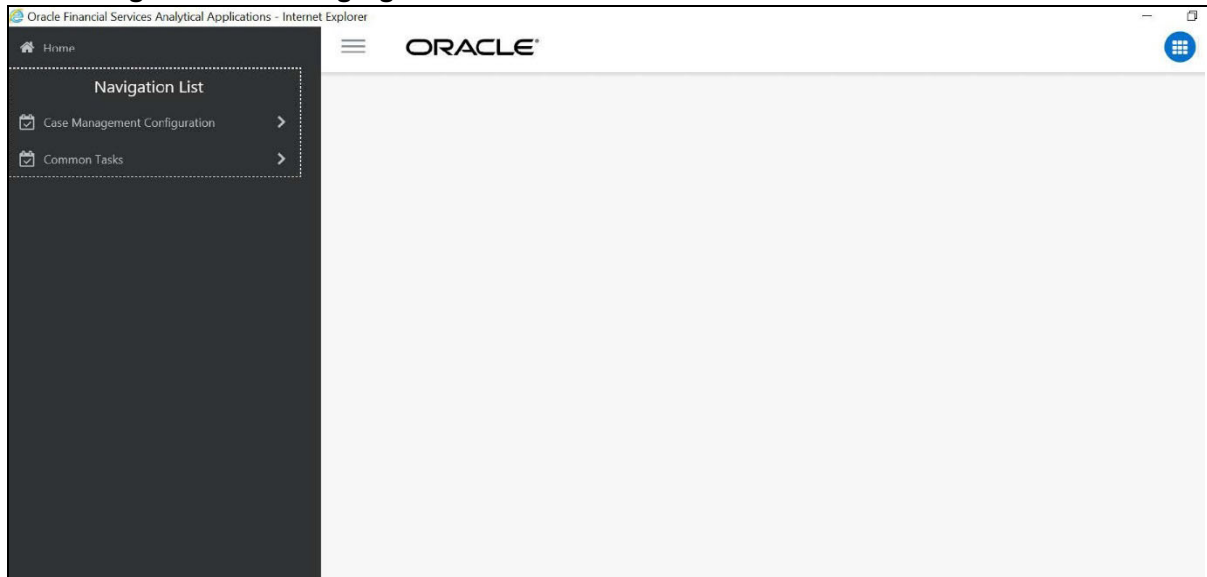 Oracle Financial Services Analytical Applications - Internet Explorer
Home
ORACLE
Navigation List
Case Management Configuration
Common Tasks